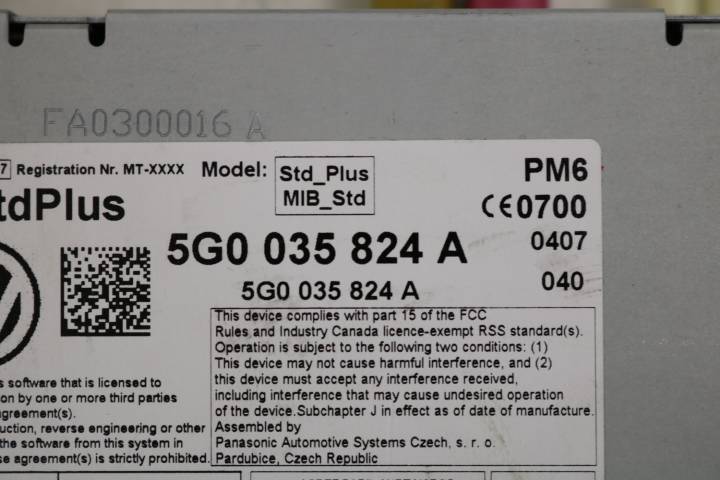 FA0300016 A
7 Registration Nr. MT-XXXX Model: Std_Plus PM6
MIB_Std
tdPlus CE0700
5G0 035 824 A 0407
5G0 035 824 A 040
This device complies with part 15 of the FCC
Rules and Industry Canada licence-exempt RSS standard(s).
Operation is subject to the following two conditions: (1)
This device may not cause harmful interference, and (2)
this device must accept any interference received,
including interference that may cause undesired operation
of the device.Subchapter J in effect as of date of manufacture.
Assembled by
Panasonic Automotive Systems Czech, s. r. o.
Pardubice, Czech Republic
s software that is licensed to
on by one or more third parties
agreement(s).
uction, reverse engineering or other
the software from this system in
agreement(s) is strictly prohibited.